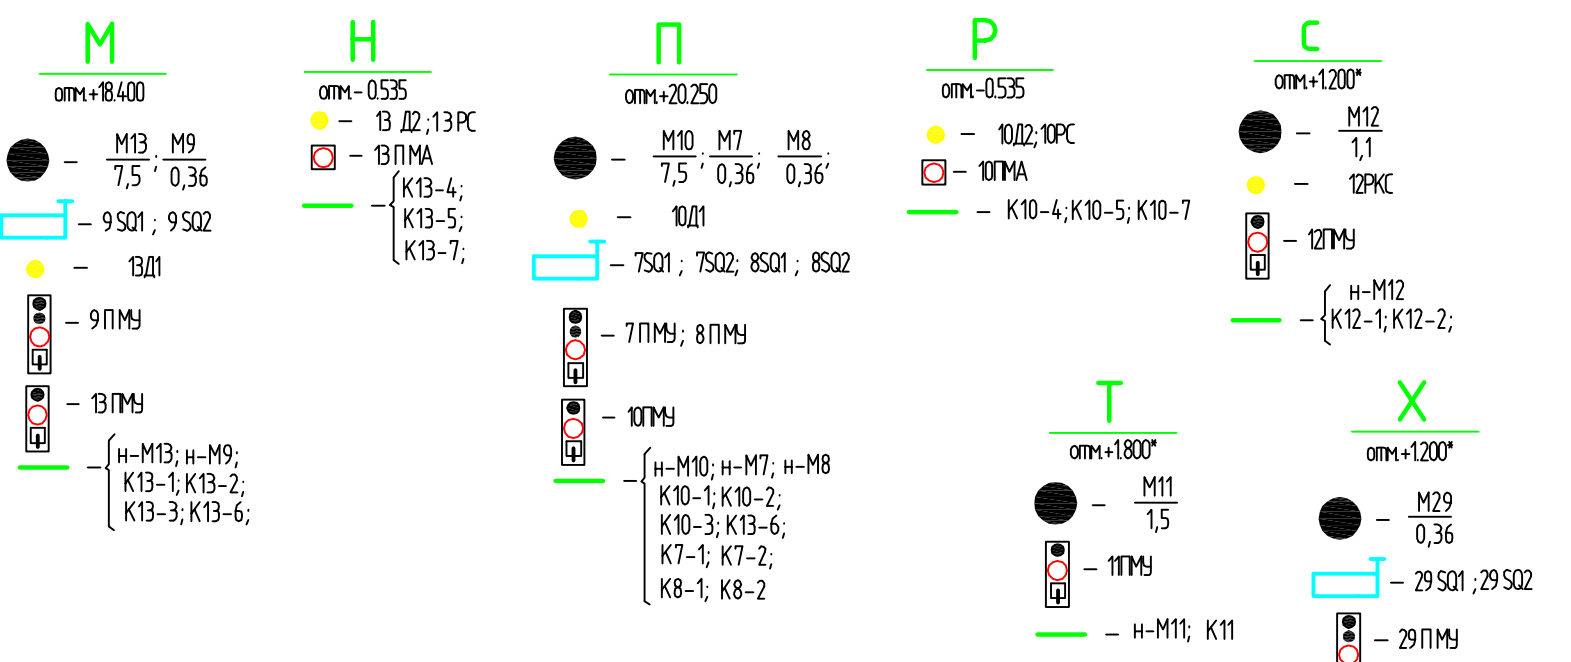 М
отм.+18.400
М13 ; М9
7,5 0,36
– 9SQ1 ; 9SQ2
– 13Д1
– 9ПМУ
– 13ПМУ
н-М13; н-М9;
К13-1; К13-2;
К13-3; К13-6;
Н
отм.-0.535
– 13Д2;13РС
– 13ПМА
К13-4;
К13-5;
К13-7;
П
отм.+20.250
М10 ; М7 ; М8 ;
7,5 0,36 0,36
– 10Д1
– 7SQ1 ; 7SQ2; 8SQ1 ; 8SQ2
– 7ПМУ; 8ПМУ
– 10ПМУ
н-М10; н-М7; н-М8
К10-1; К10-2;
К10-3; К13-6;
К7-1; К7-2;
К8-1; К8-2
Р
отм.-0.535
– 10Д2;10РС
– 10ПМА
– К10-4;К10-5; К10-7
С
отм.+1.200*
М12
1,1
– 12РКС
– 12ПМУ
н-М12
К12-1; К12-2;
Т
отм.+1.800*
М11
1,5
– 11ПМУ
– н-М11; К11
Х
отм.+1.200*
М29
0,36
– 29SQ1 ;29SQ2
– 29ПМУ